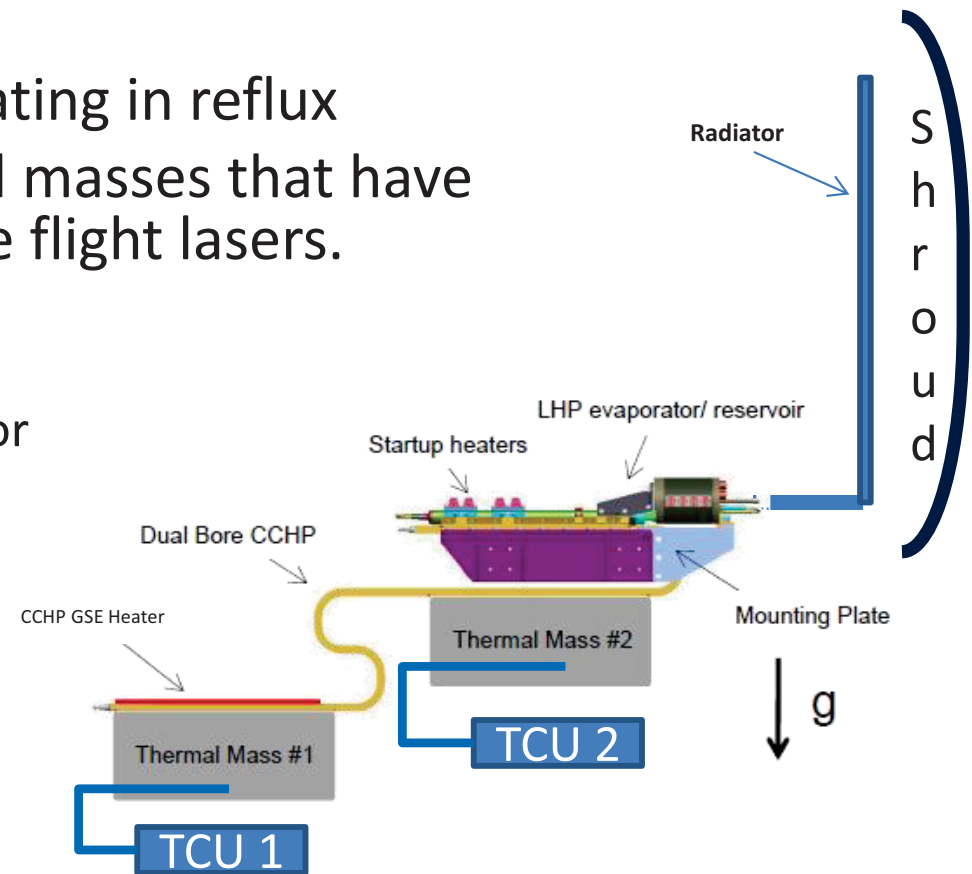 ating in reflux
l masses that have
e flight lasers.
or
Radiator
Shroud
LHP evaporator/ reservoir
Startup heaters
Dual Bore CCHP
CCHP GSE Heater
Mounting Plate
Thermal Mass #2
g
TCU 2
Thermal Mass #1
TCU 1